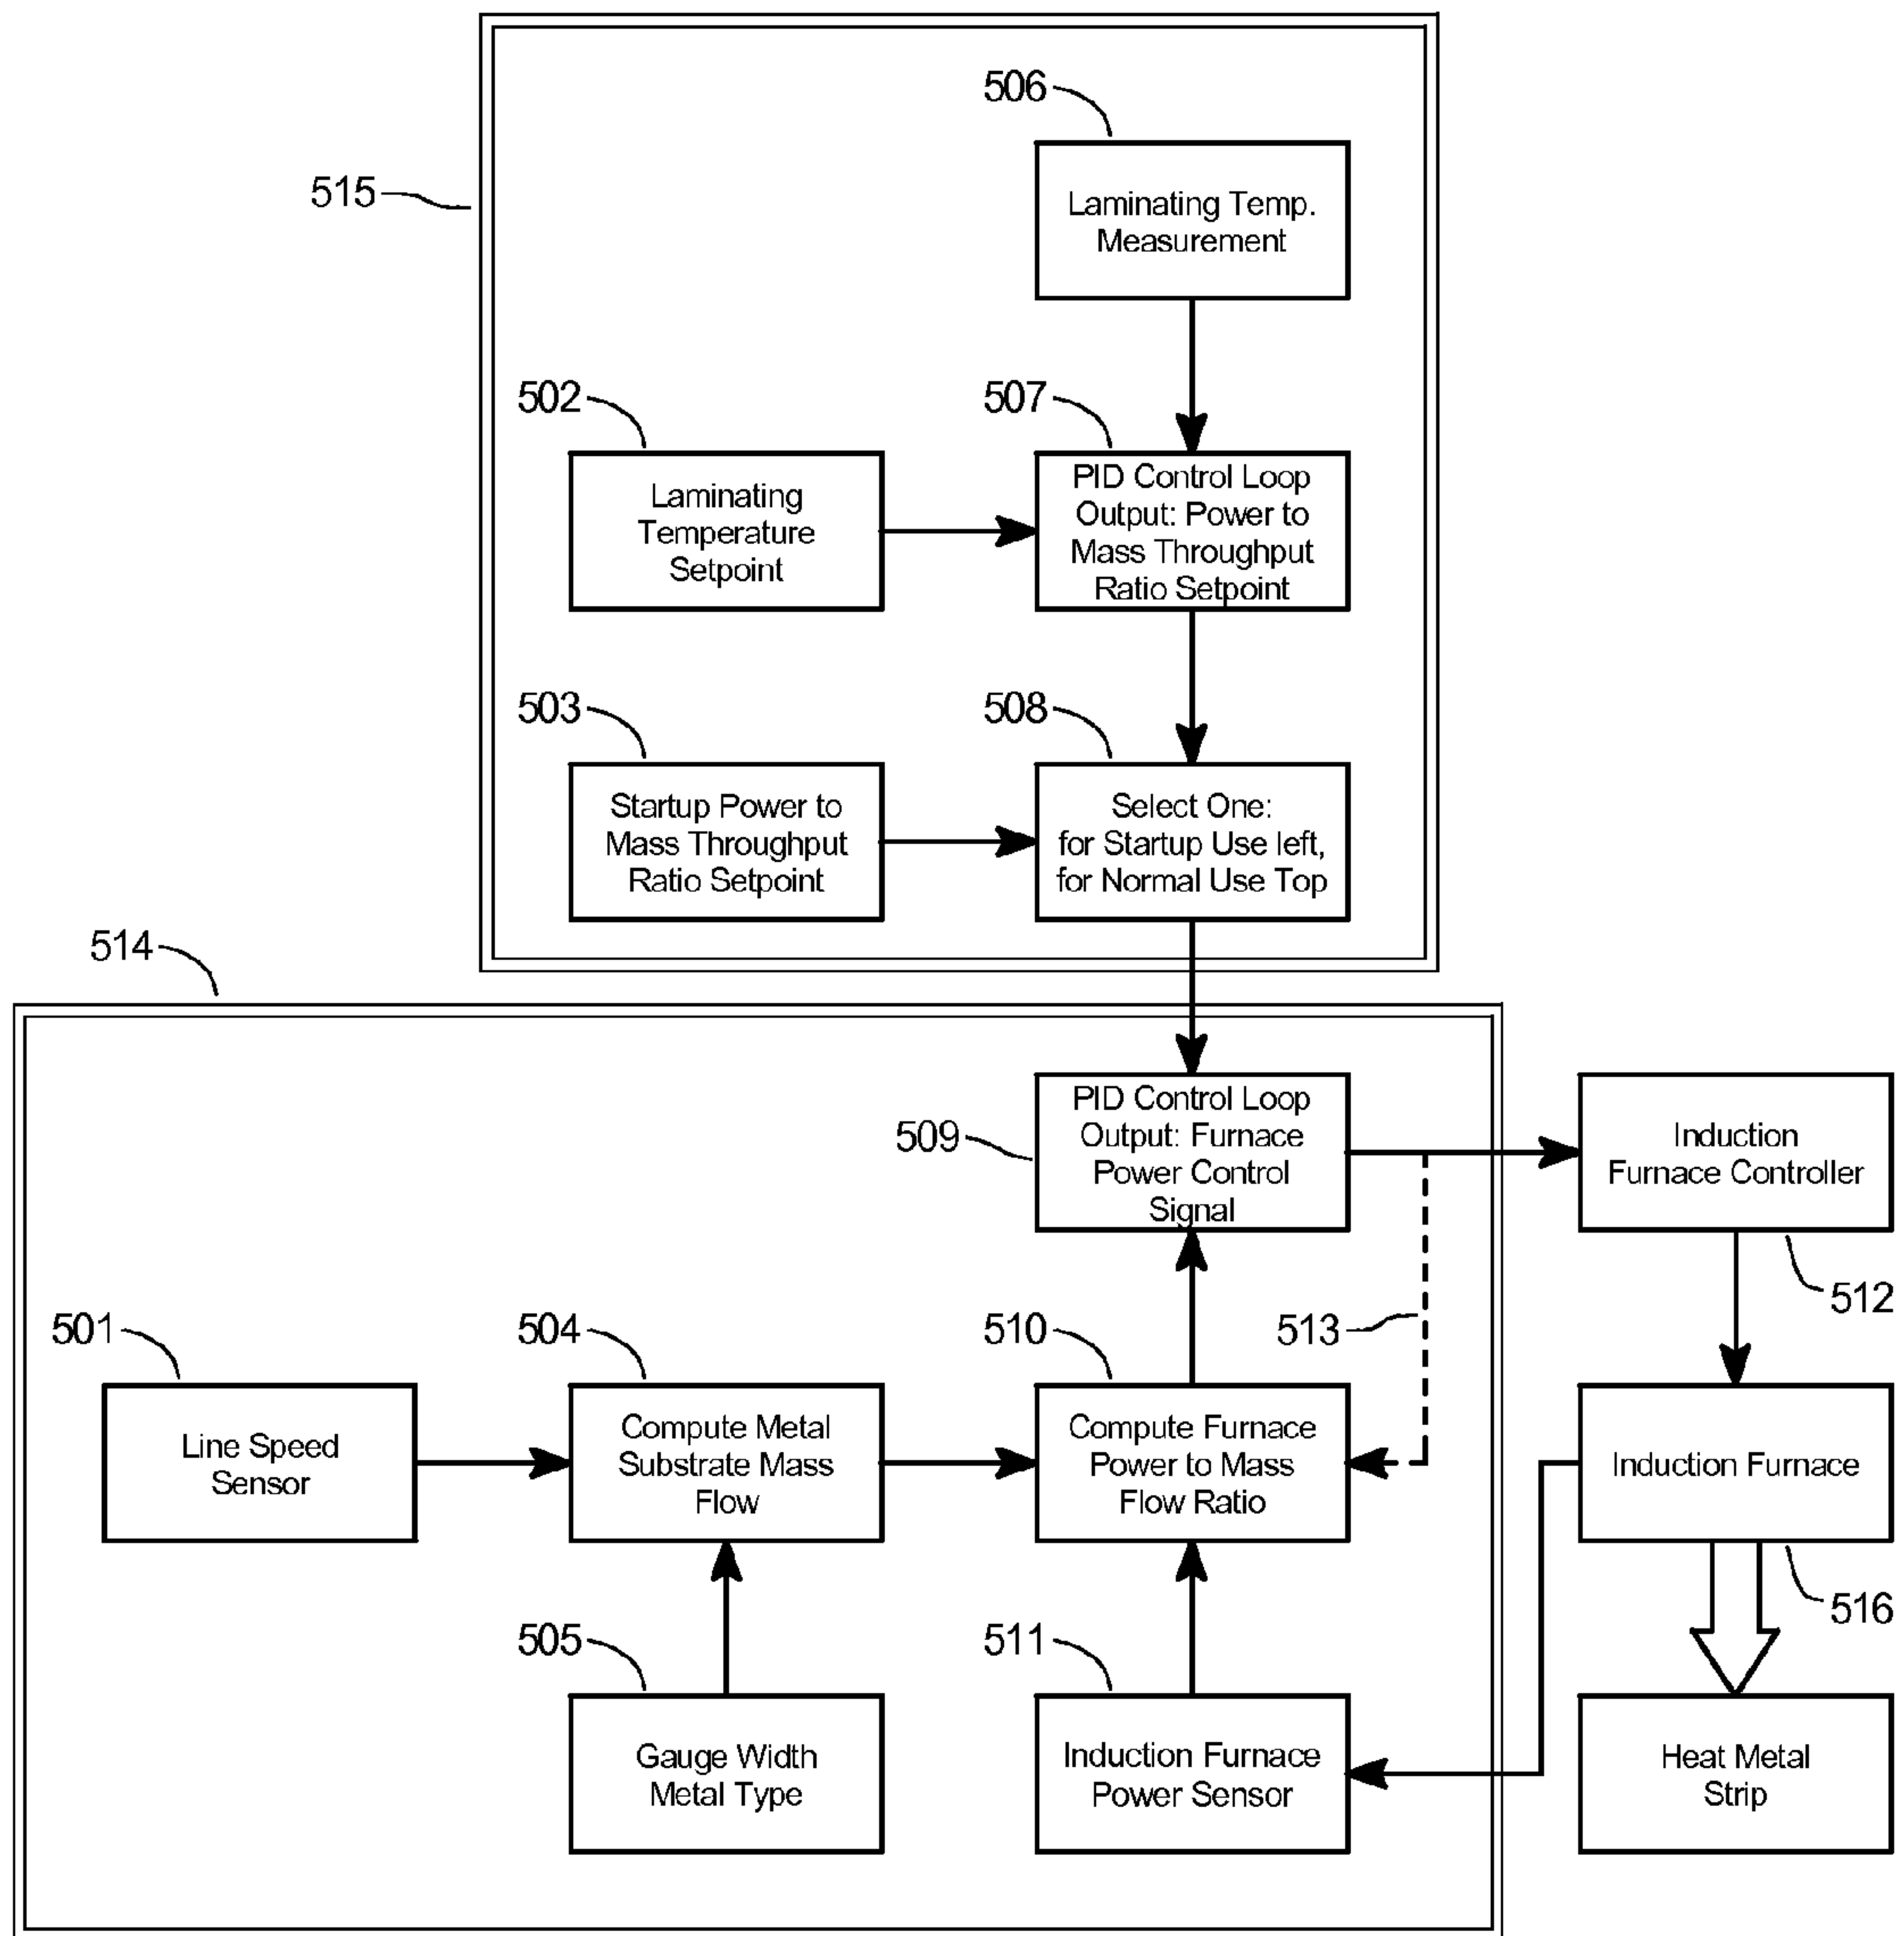 506
515
Laminating Temp.
Measurement
502
507
Laminating
Temperature
Setpoint
PID Control Loop
Output: Power to
Mass Throughput
Ratio Setpoint
503
508
Startup Power to
Mass Throughput
Ratio Setpoint
Select One:
for Startup Use left,
for Normal Use Top
514
509
PID Control Loop
Output: Furnace
Power Control
Signal
Induction
Furnace Controller
512
501
504
510
513
Line Speed
Sensor
Compute Metal
Substrate Mass
Flow
Compute Furnace
Power to Mass
Flow Ratio
Induction Furnace
516
505
511
Gauge Width
Metal Type
Induction Furnace
Power Sensor
Heat Metal
Strip